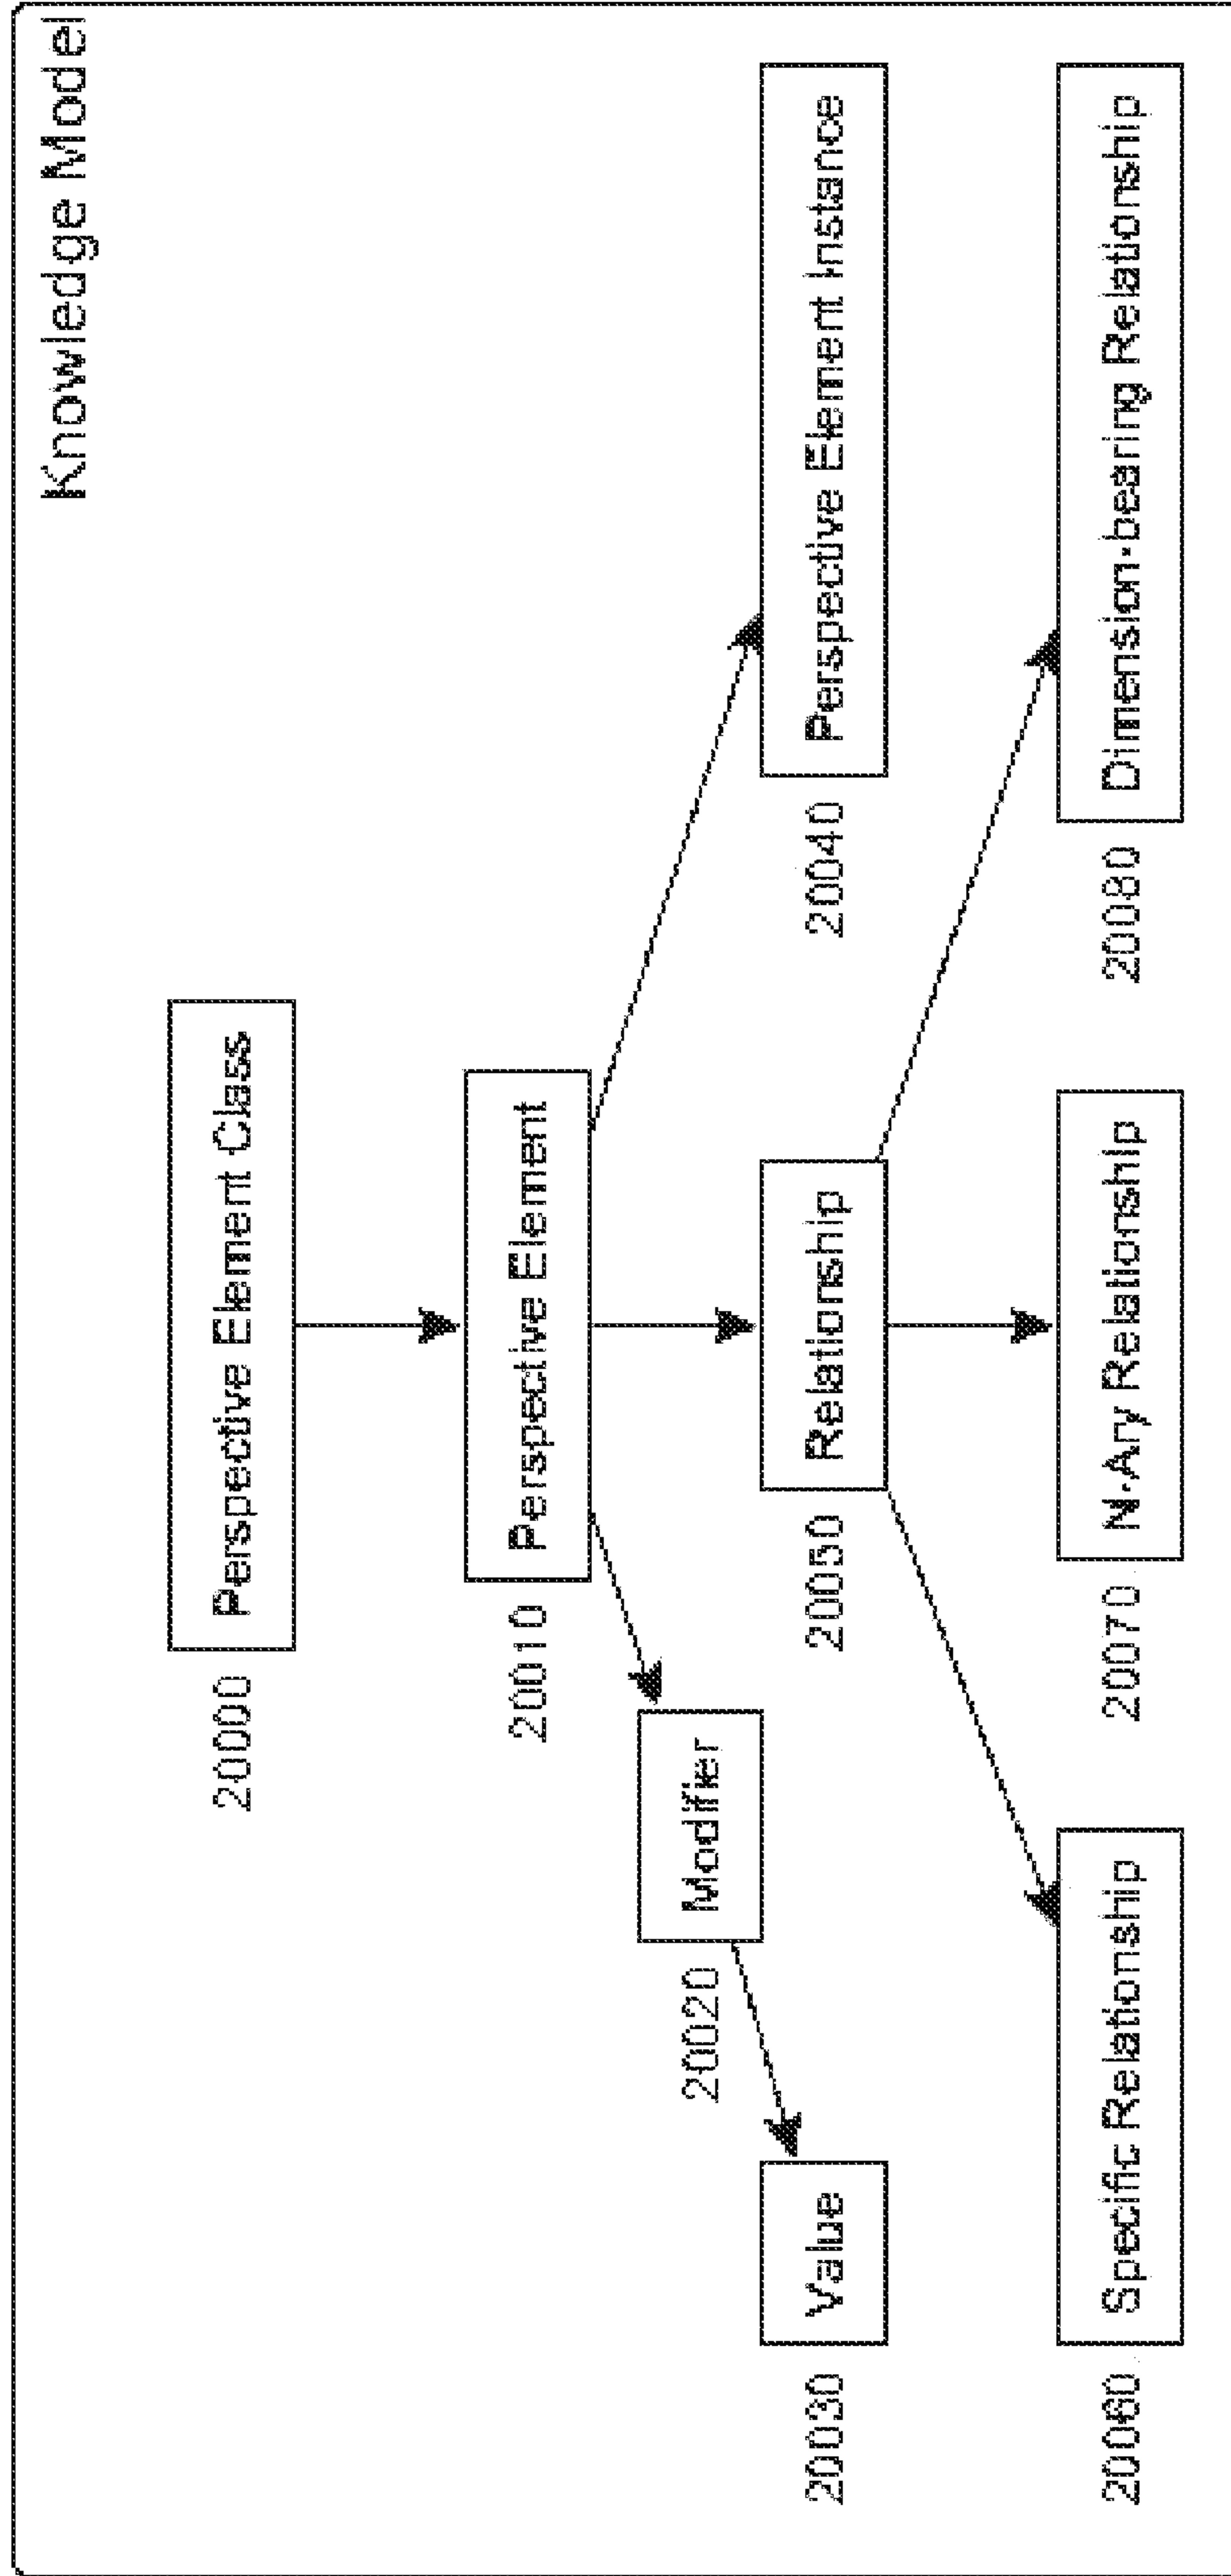 Knowledge Model
20000 Perspective Element Class
20010 Perspective Element
20020 Modifier
20030 Value
20050 Relationship
20040 Perspective Element Instance
20060 Specific Relationship
20070 N-Ary Relationship
20080 Dimension-bearing Relationship